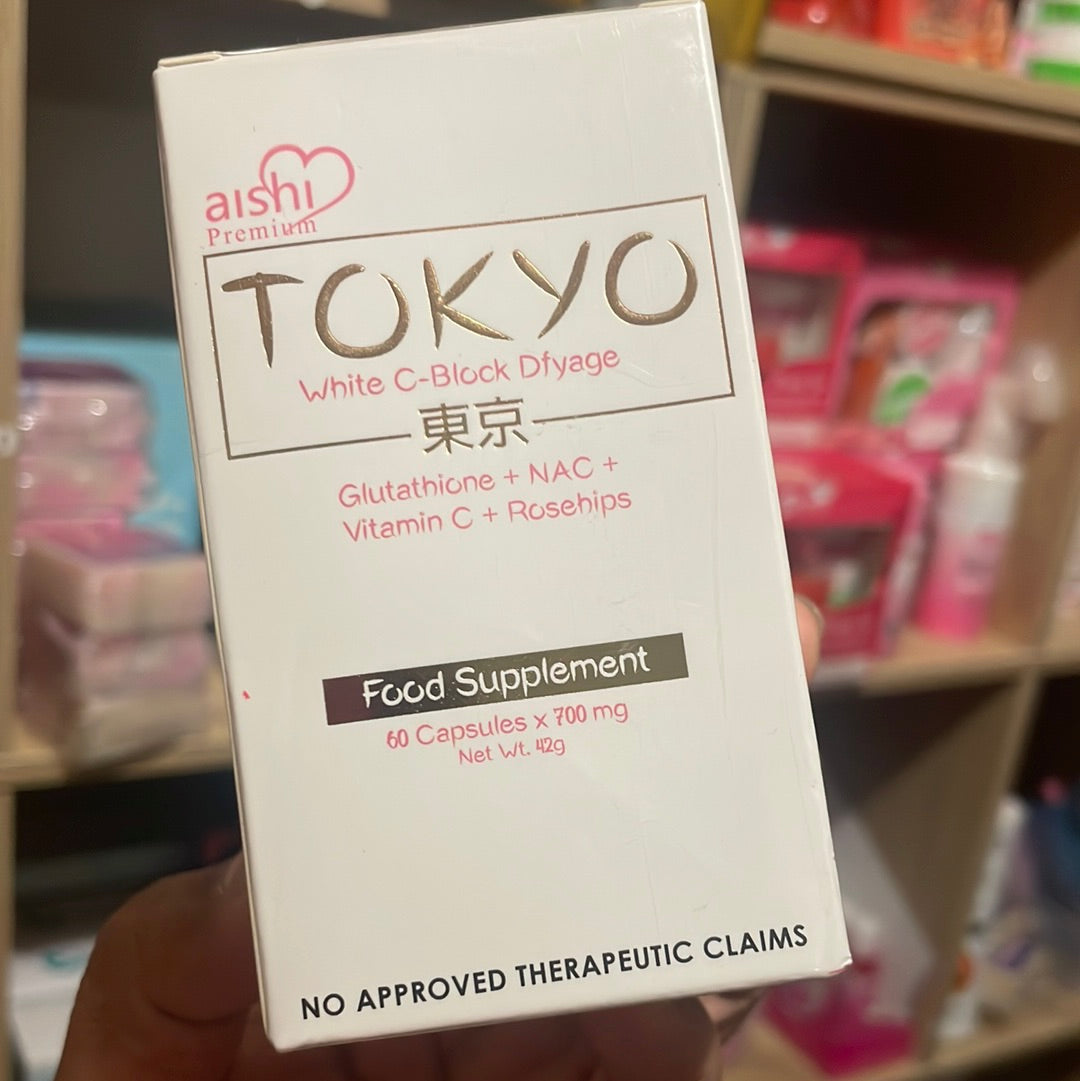 aishi
Premium
TOKYO
White C-Block Dfyage
東京
Glutathione + NAC +
Vitamin C + Rosehips
Food Supplement
60 Capsules x 700 mg
Net Wt. 42g
NO APPROVED THERAPEUTIC CLAIMS